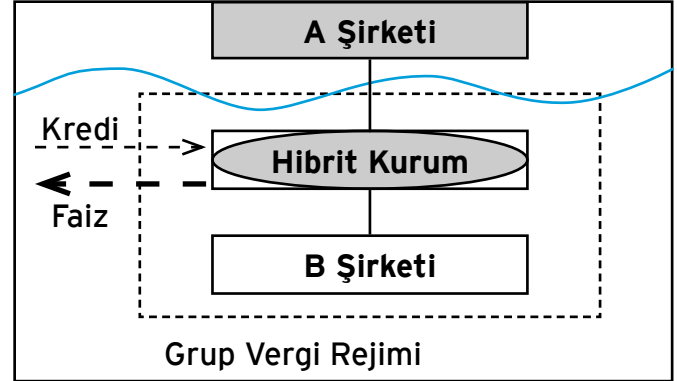 A Şirketi
Kredi
Hibrit Kurum
Faiz
B Şirketi
Grup Vergi Rejimi